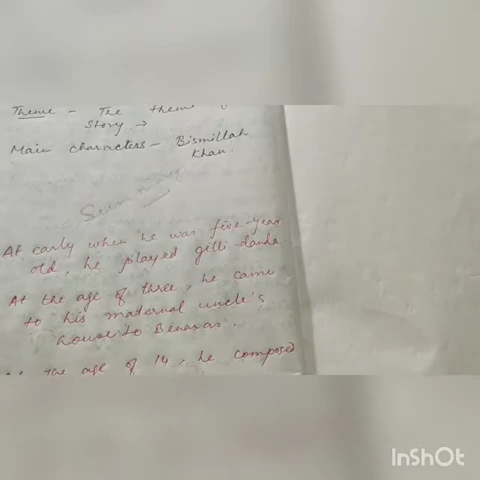 Theme - The theme
Story →
Main characters - Bismillah
Khan.
Summary
At early when he was five-year
old, he played gilli-danda.
At the age of three, he came
to his maternal uncle's
house to Benaras.
the age of 14, he composed
InShOt